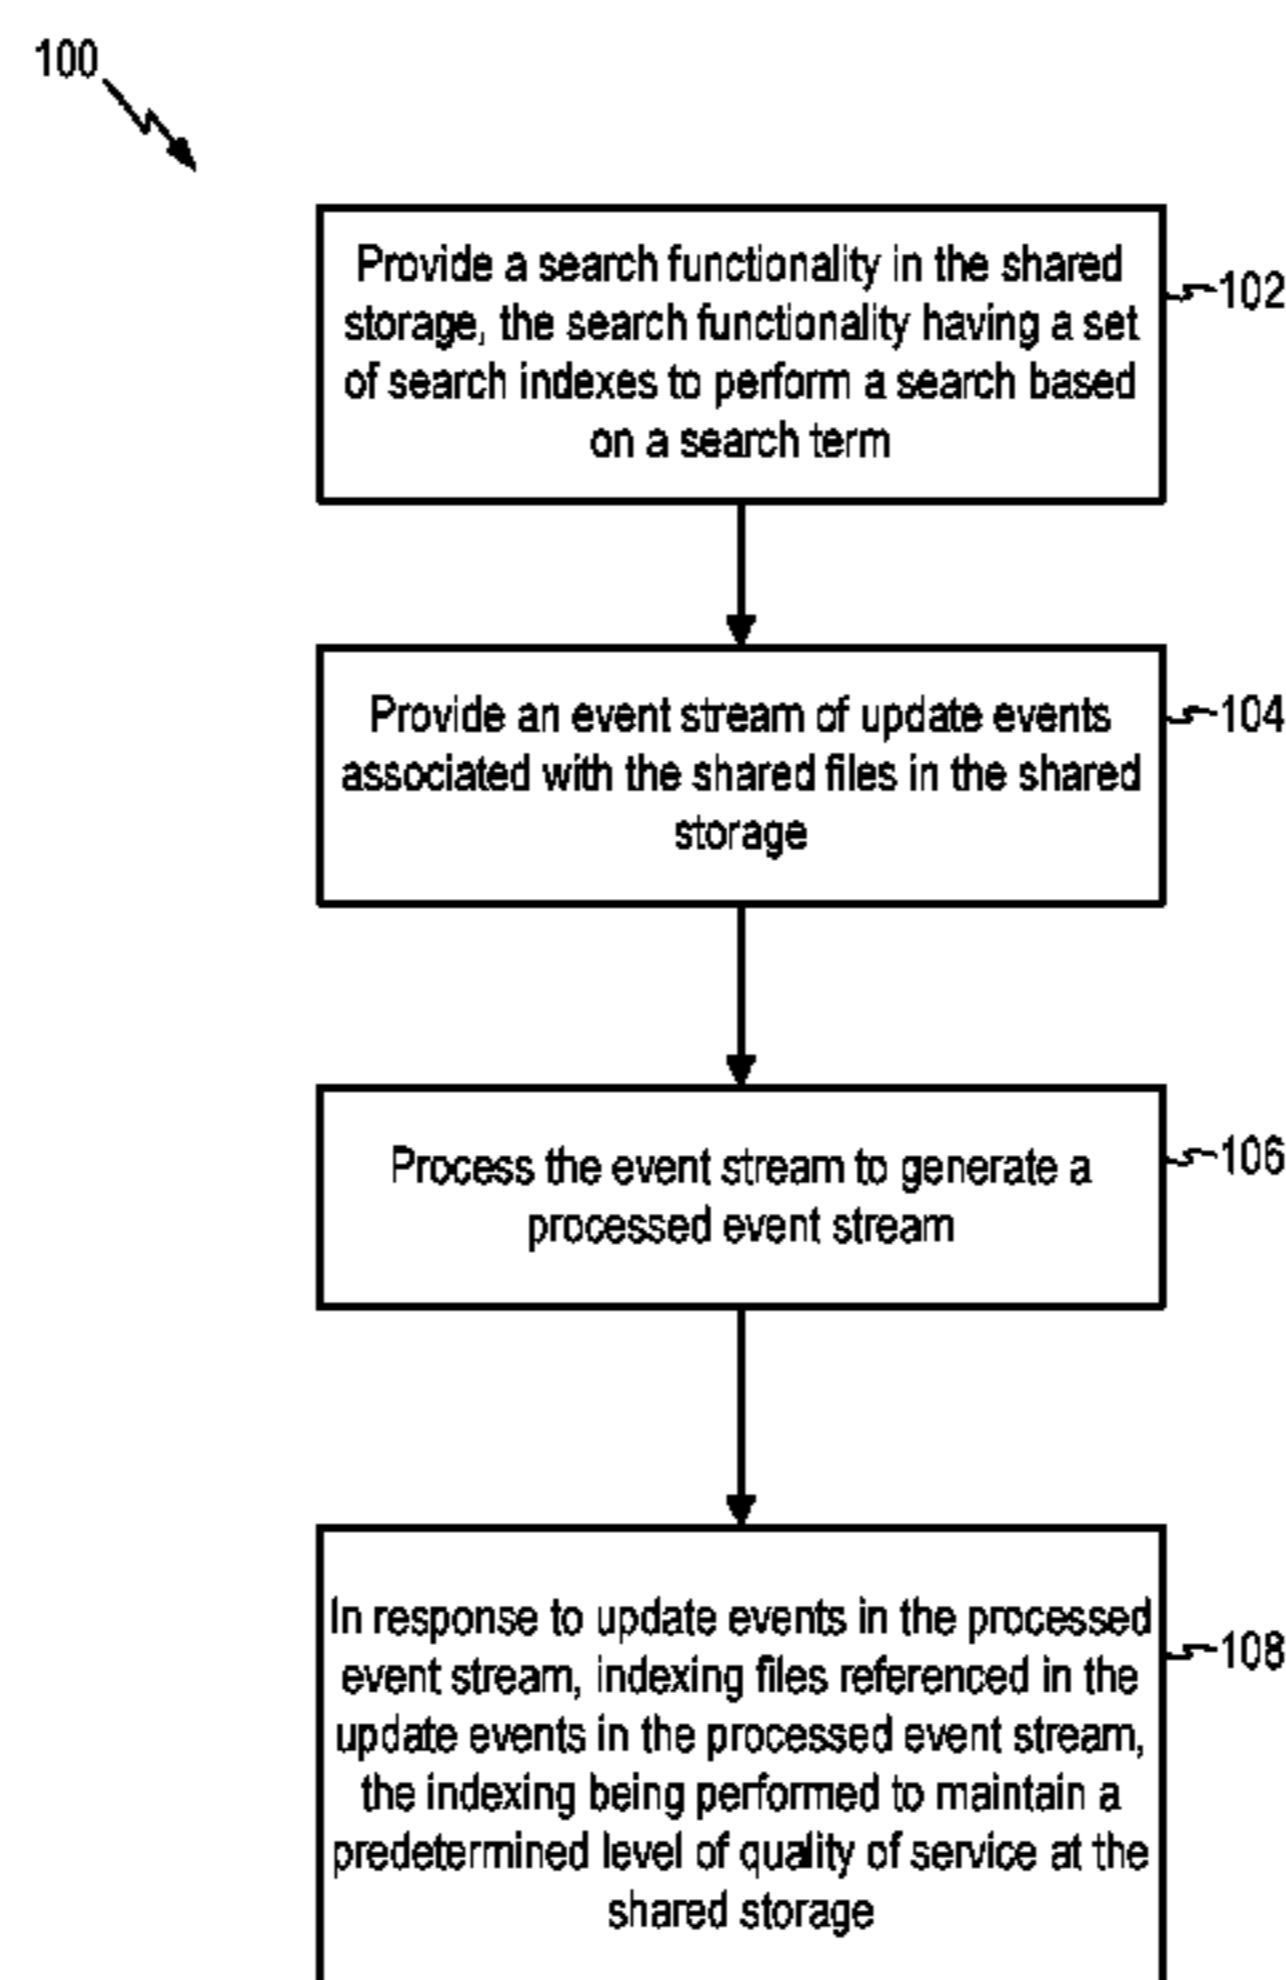 100
Provide a search functionality in the shared
storage, the search functionality having a set
of search indexes to perform a search based
on a search term
102
Provide an event stream of update events
associated with the shared files in the shared
storage
104
Process the event stream to generate a
processed event stream
106
In response to update events in the processed
event stream, indexing files referenced in the
update events in the processed event stream,
the indexing being performed to maintain a
predetermined level of quality of service at the
shared storage
108